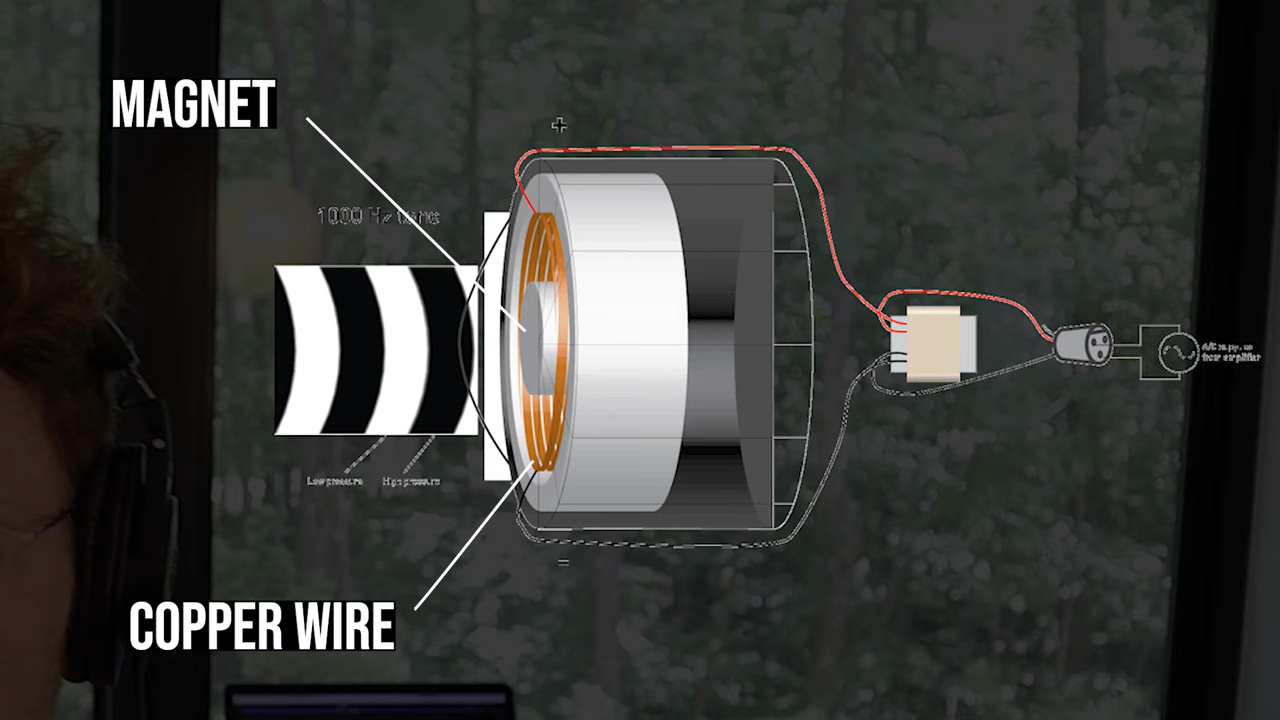 MAGNET
+
1000 Hz tone
Low pressure
High pressure
COPPER WIRE